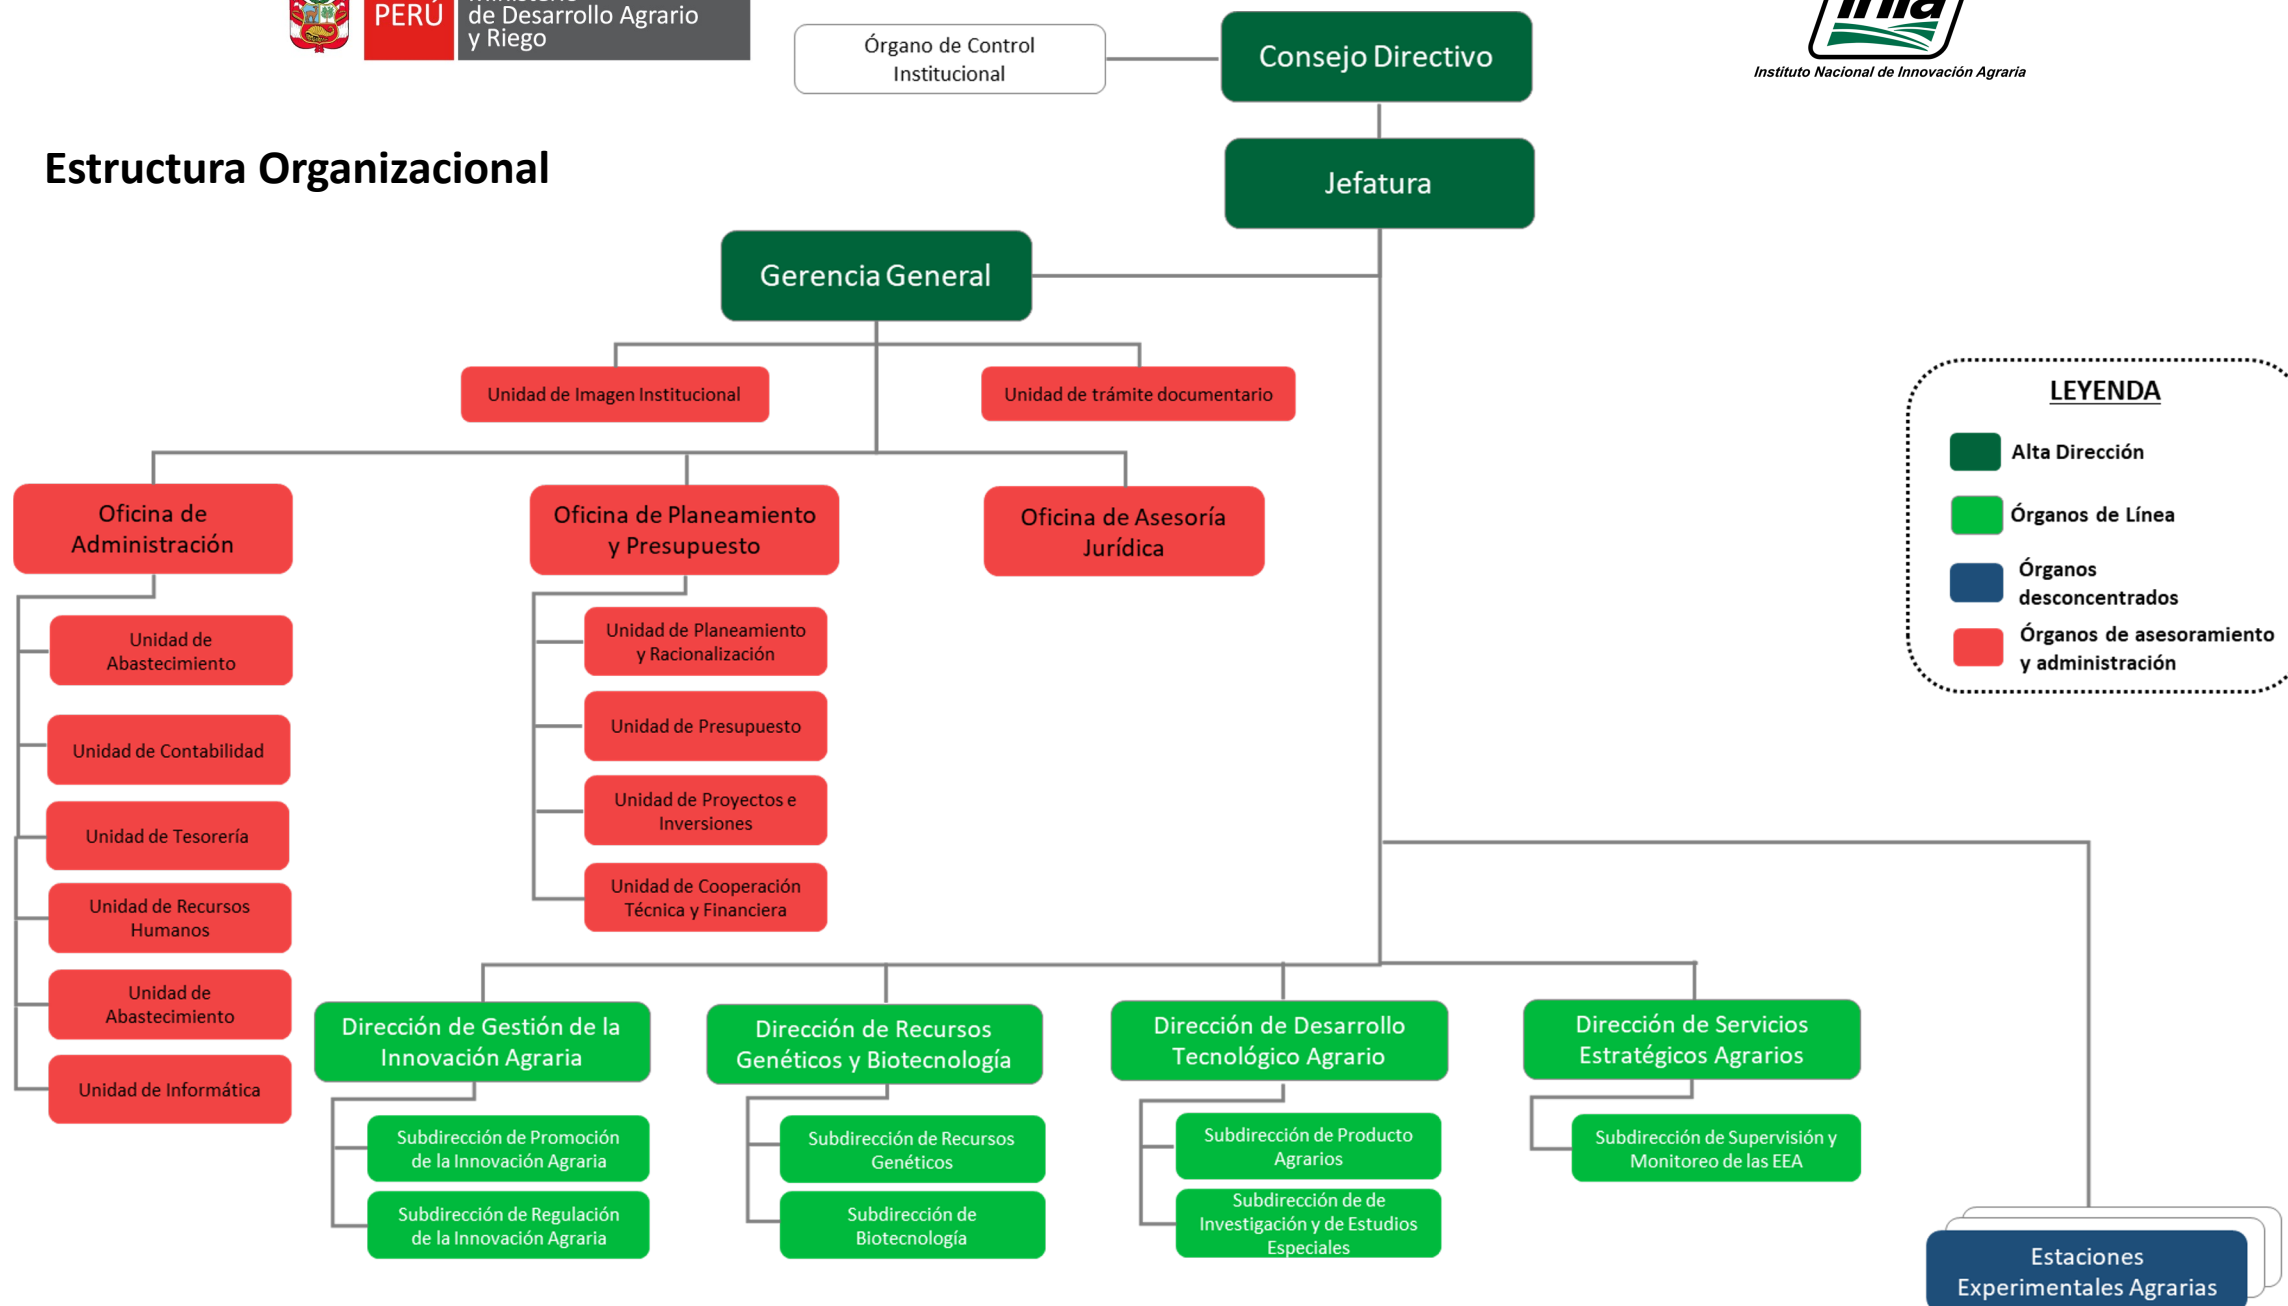 PERÚ
de Desarrollo Agrario
y Riego
Órgano de Control
Institucional
Consejo Directivo
inia
Instituto Nacional de Innovación Agraria
Estructura Organizacional
Jefatura
Gerencia General
Unidad de Imagen Institucional
Unidad de trámite documentario
LEYENDA
Alta Dirección
Órganos de Línea
Órganos
desconcentrados
Órganos de asesoramiento
y administración
Oficina de
Administración
Oficina de Planeamiento
y Presupuesto
Oficina de Asesoría
Jurídica
Unidad de
Abastecimiento
Unidad de Contabilidad
Unidad de Tesorería
Unidad de Recursos
Humanos
Unidad de
Abastecimiento
Unidad de Informática
Unidad de Planeamiento
y Racionalización
Unidad de Presupuesto
Unidad de Proyectos e
Inversiones
Unidad de Cooperación
Técnica y Financiera
Dirección de Gestión de la
Innovación Agraria
Subdirección de Promoción
de la Innovación Agraria
Subdirección de Regulación
de la Innovación Agraria
Dirección de Recursos
Genéticos y Biotecnología
Subdirección de Recursos
Genéticos
Subdirección de
Biotecnología
Dirección de Desarrollo
Tecnológico Agrario
Subdirección de Producto
Agrarios
Subdirección de de
Investigación y de Estudios
Especiales
Dirección de Servicios
Estratégicos Agrarios
Subdirección de Supervisión y
Monitoreo de las EEA
Estaciones
Experimentales Agrarias